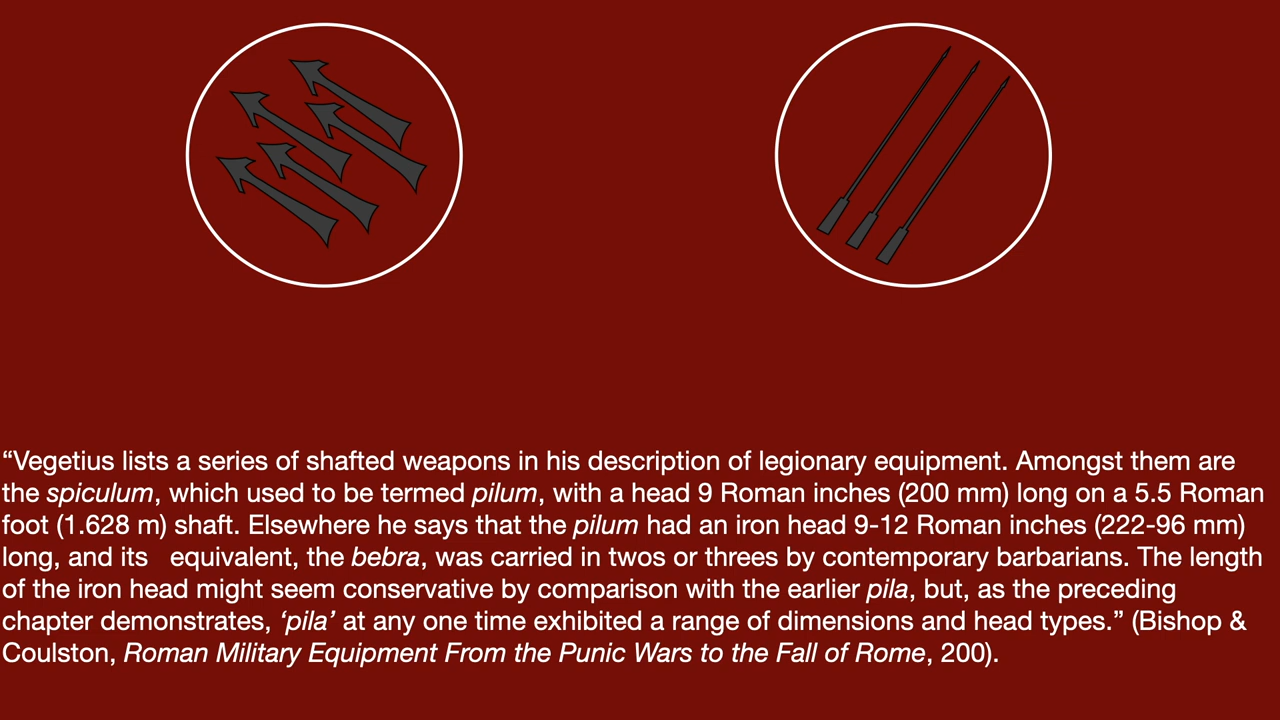 “Vegetius lists a series of shafted weapons in his description of legionary equipment. Amongst them are
the spiculum, which used to be termed pilum, with a head 9 Roman inches (200 mm) long on a 5.5 Roman
foot (1.628 m) shaft. Elsewhere he says that the pilum had an iron head 9-12 Roman inches (222-96 mm)
long, and its equivalent, the bebra, was carried in twos or threes by contemporary barbarians. The length
of the iron head might seem conservative by comparison with the earlier pila, but, as the preceding
chapter demonstrates, ‘pila’ at any one time exhibited a range of dimensions and head types.” (Bishop &
Coulston, Roman Military Equipment From the Punic Wars to the Fall of Rome, 200).